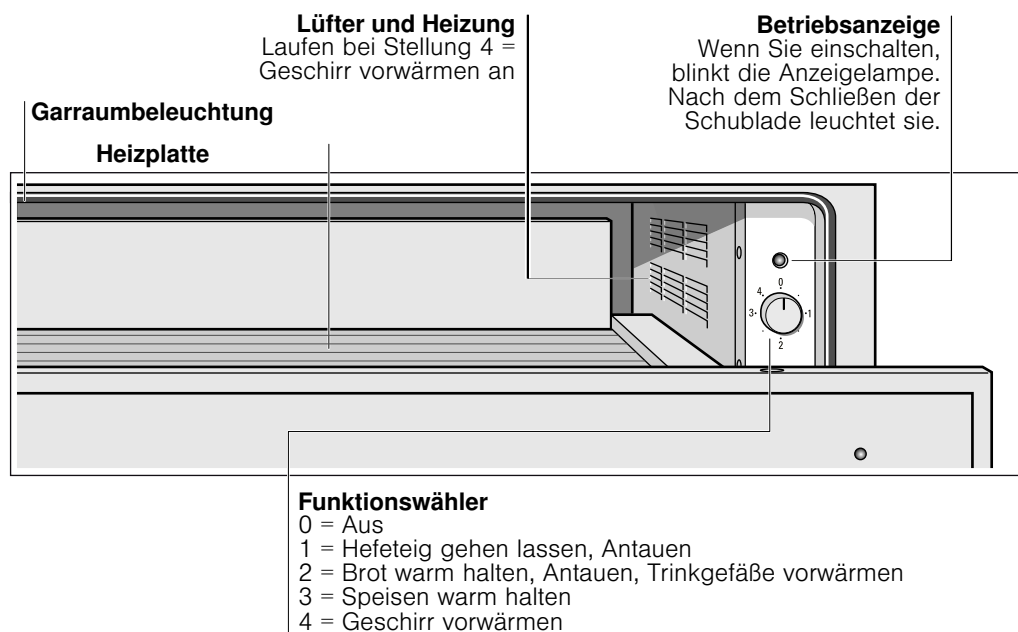 Lüfter und Heizung
Laufen bei Stellung 4 =
Geschirr vorwärmen an
Betriebsanzeige
Wenn Sie einschalten,
blinkt die Anzeigelampe.
Nach dem Schließen der
Schublade leuchtet sie.
Garraumbeleuchtung
Heizplatte
0
4
3
1
2
Funktionswähler
0 = Aus
1 = Hefeteig gehen lassen, Antauen
2 = Brot warm halten, Antauen, Trinkgefäße vorwärmen
3 = Speisen warm halten
4 = Geschirr vorwärmen